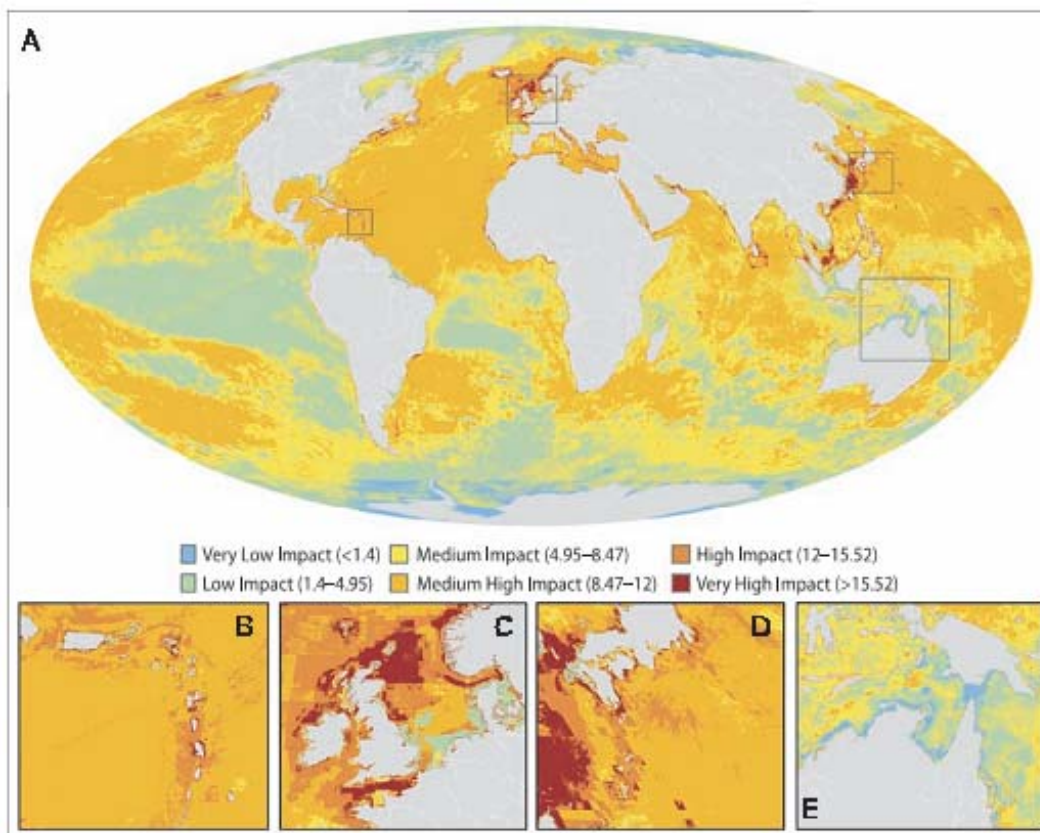 A
Very Low Impact (<1.4)
Medium Impact (4.95–8.47)
High Impact (12–15.52)
Low Impact (1.4–4.95)
Medium High Impact (8.47–12)
Very High Impact (>15.52)
B
C
D
E